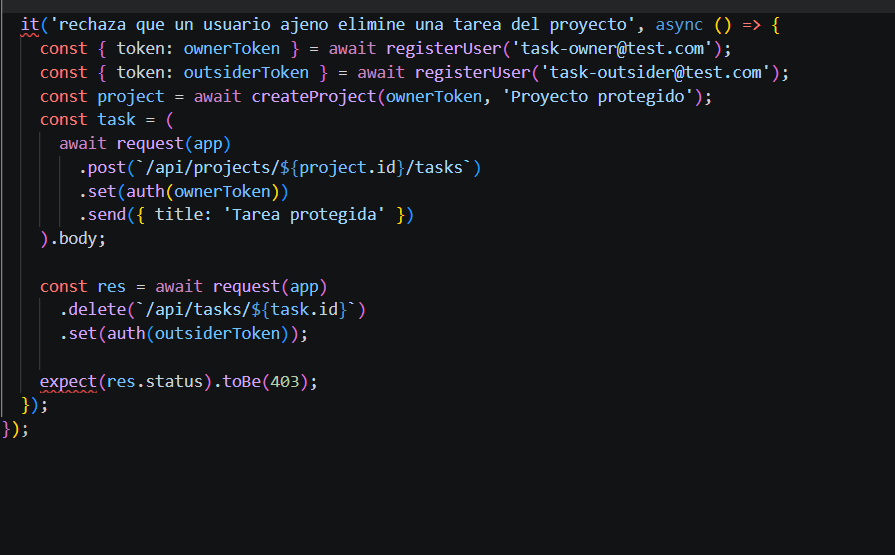 it('rechaza que un usuario ajeno elimine una tarea del proyecto', async () => {
const { token: ownerToken } = await registerUser('task-owner@test.com');
const { token: outsiderToken } = await registerUser('task-outsider@test.com');
const project = await createProject(ownerToken, 'Proyecto protegido');
const task = (
await request(app)
.post(`/api/projects/${project.id}/tasks`)
.set(auth(ownerToken))
.send({ title: 'Tarea protegida' })
).body;
const res = await request(app)
.delete(`/api/tasks/${task.id}`)
.set(auth(outsiderToken));
expect(res.status).toBe(403);
});
});